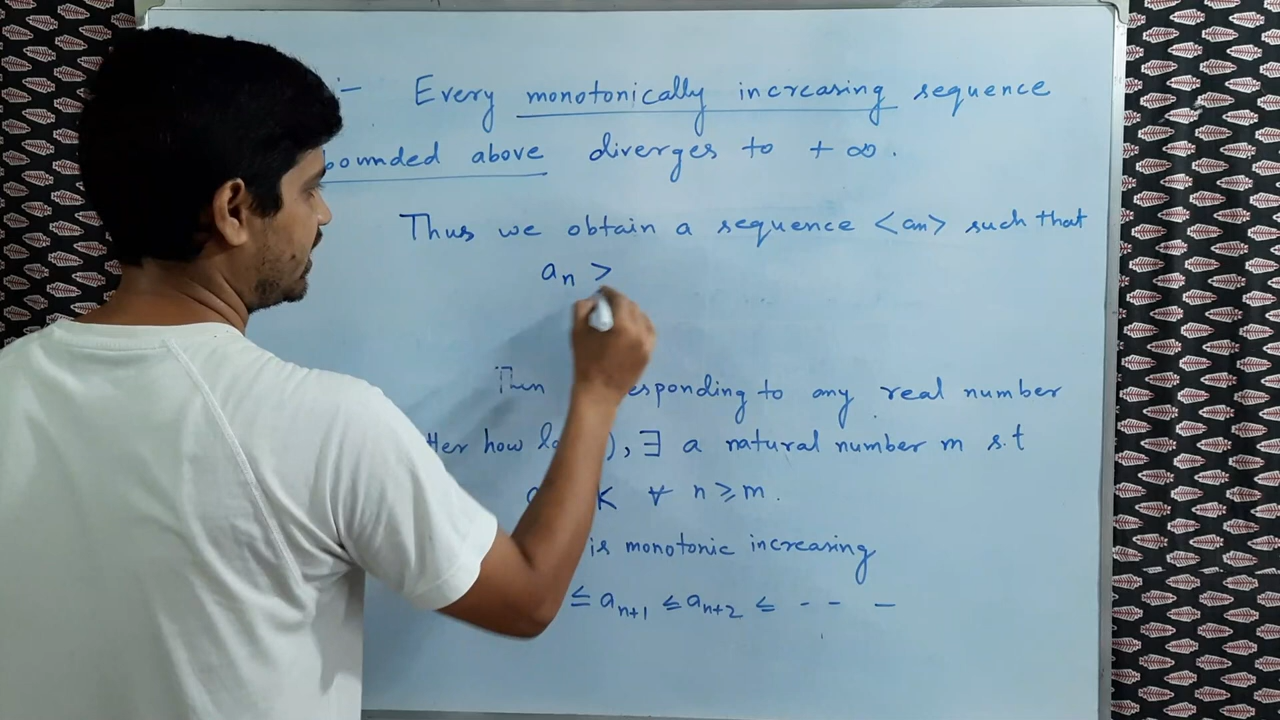 :- Every monotonically increasing sequence
bounded above diverges to + ∞.
Thus we obtain a sequence <an> such that
an >
Then esponding to any real number
how ), ∃ a natural number m s.t
K ∀ n ≥ m.
is monotonic increasing
≤ an+1 ≤ an+2 ≤ - - -